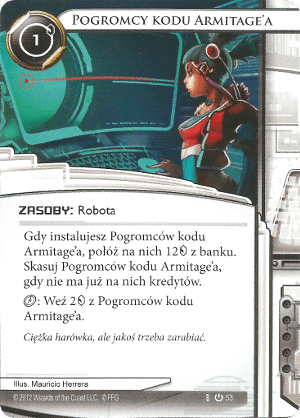 Pogromcy kodu Armitage'a
1
ZASOBY: Robota
Gdy instalujesz Pogromców kodu
Armitage'a, połóż na nich 12 z banku.
Skasuj Pogromców kodu Armitage'a,
gdy nie ma już na nich kredytów.
: Weź 2 z Pogromców kodu
Armitage'a.
Ciężka harówka, ale jakoś trzeba zarabiać.
Illus. Mauricio Herrera
© 2012 Wizards of the Coast LLC. © FFG
53